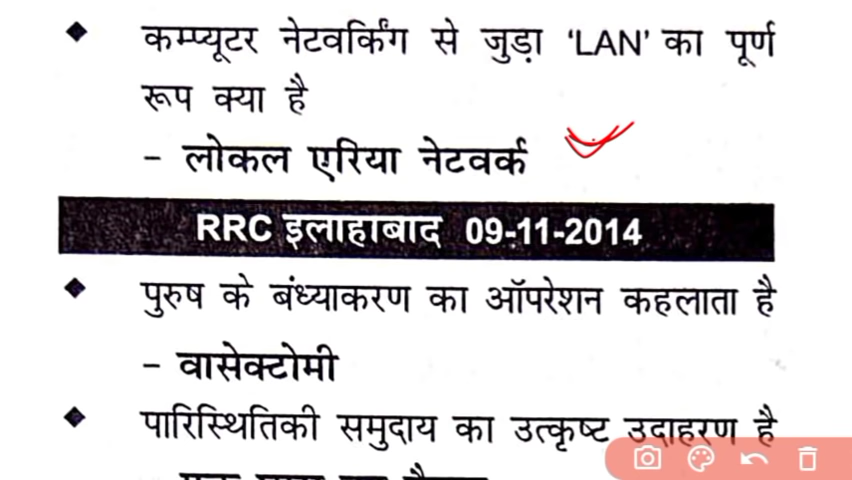 कम्प्यूटर नेटवर्किंग से जुड़ा ‘LAN’ का पूर्ण
रूप क्या है
– लोकल एरिया नेटवर्क
RRC इलाहाबाद 09-11-2014
पुरुष के बंध्याकरण का ऑपरेशन कहलाता है
– वासेक्टोमी
पारिस्थितिकी समुदाय का उत्कृष्ट उदाहरण है